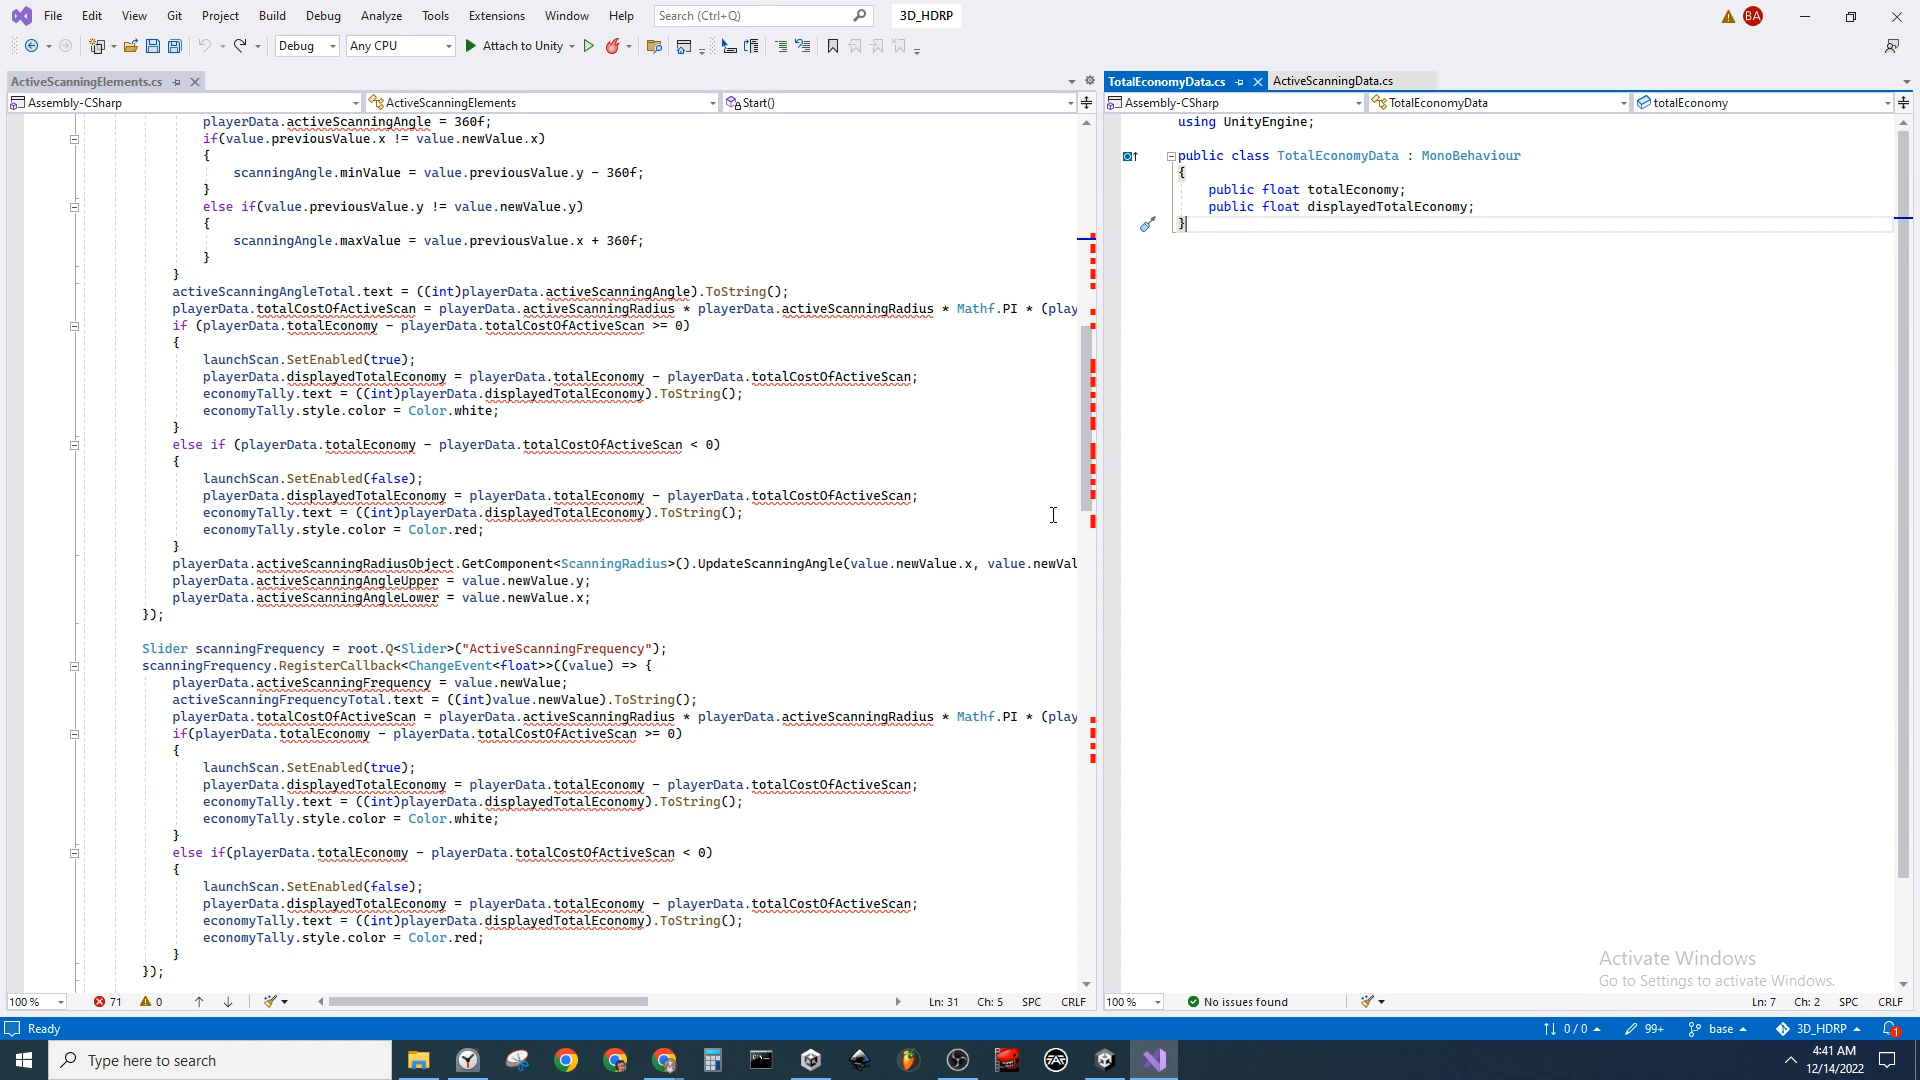 File Edit View Git Project Build Debug Analyze Tools Extensions Window Help Search (Ctrl+Q) 3D_HDRP BA
Debug Any CPU Attach to Unity
ActiveScanningElements.cs
Assembly-CSharp ActiveScanningElements Start()
playerData.activeScanningAngle = 360f;
if(value.previousValue.x != value.newValue.x)
{
scanningAngle.minValue = value.previousValue.y - 360f;
}
else if(value.previousValue.y != value.newValue.y)
{
scanningAngle.maxValue = value.previousValue.x + 360f;
}
}
activeScanningAngleTotal.text = ((int)playerData.activeScanningAngle).ToString();
playerData.totalCostOfActiveScan = playerData.activeScanningRadius * playerData.activeScanningRadius * Mathf.PI * (play
if (playerData.totalEconomy - playerData.totalCostOfActiveScan >= 0)
{
launchScan.SetEnabled(true);
playerData.displayedTotalEconomy = playerData.totalEconomy - playerData.totalCostOfActiveScan;
economyTally.text = ((int)playerData.displayedTotalEconomy).ToString();
economyTally.style.color = Color.white;
}
else if (playerData.totalEconomy - playerData.totalCostOfActiveScan < 0)
{
launchScan.SetEnabled(false);
playerData.displayedTotalEconomy = playerData.totalEconomy - playerData.totalCostOfActiveScan;
economyTally.text = ((int)playerData.displayedTotalEconomy).ToString();
economyTally.style.color = Color.red;
}
playerData.activeScanningRadiusObject.GetComponent<ScanningRadius>().UpdateScanningAngle(value.newValue.x, value.newVal
playerData.activeScanningAngleUpper = value.newValue.y;
playerData.activeScanningAngleLower = value.newValue.x;
});
Slider scanningFrequency = root.Q<Slider>("ActiveScanningFrequency");
scanningFrequency.RegisterCallback<ChangeEvent<float>>((value) => {
playerData.activeScanningFrequency = value.newValue;
activeScanningFrequencyTotal.text = ((int)value.newValue).ToString();
playerData.totalCostOfActiveScan = playerData.activeScanningRadius * playerData.activeScanningRadius * Mathf.PI * (play
if(playerData.totalEconomy - playerData.totalCostOfActiveScan >= 0)
{
launchScan.SetEnabled(true);
playerData.displayedTotalEconomy = playerData.totalEconomy - playerData.totalCostOfActiveScan;
economyTally.text = ((int)playerData.displayedTotalEconomy).ToString();
economyTally.style.color = Color.white;
}
else if(playerData.totalEconomy - playerData.totalCostOfActiveScan < 0)
{
launchScan.SetEnabled(false);
playerData.displayedTotalEconomy = playerData.totalEconomy - playerData.totalCostOfActiveScan;
economyTally.text = ((int)playerData.displayedTotalEconomy).ToString();
economyTally.style.color = Color.red;
}
});
100 % 71 0 Ln: 31 Ch: 5 SPC CRLF
TotalEconomyData.cs ActiveScanningData.cs
Assembly-CSharp TotalEconomyData totalEconomy
using UnityEngine;
public class TotalEconomyData : MonoBehaviour
{
public float totalEconomy;
public float displayedTotalEconomy;
}
Activate Windows
Go to Settings to activate Windows.
100 % No issues found Ln: 7 Ch: 2 SPC CRLF
Ready 0 / 0 99+ base 3D_HDRP 1
Type here to search FAR 4:41 AM
12/14/2022